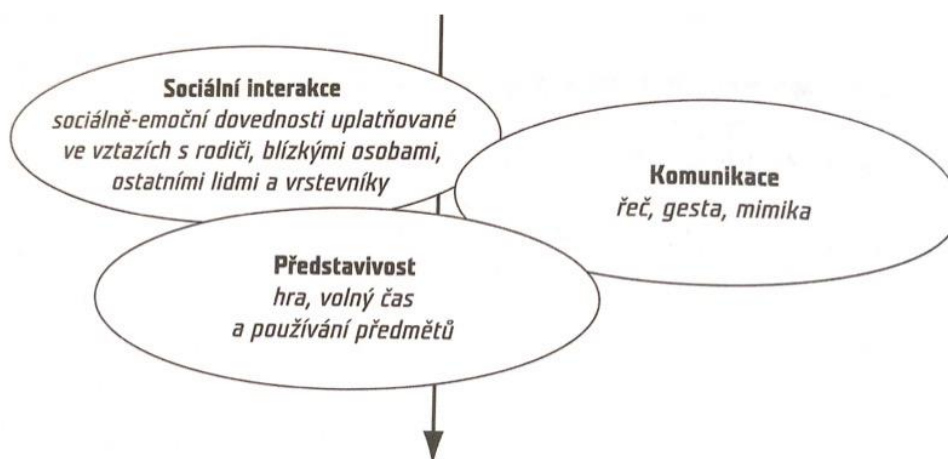 Sociální interakce
sociálně-emoční dovednosti uplatňované
ve vztazích s rodiči, blízkými osobami,
ostatními lidmi a vrstevníky
Komunikace
řeč, gesta, mimika
Představivost
hra, volný čas
a používání předmětů